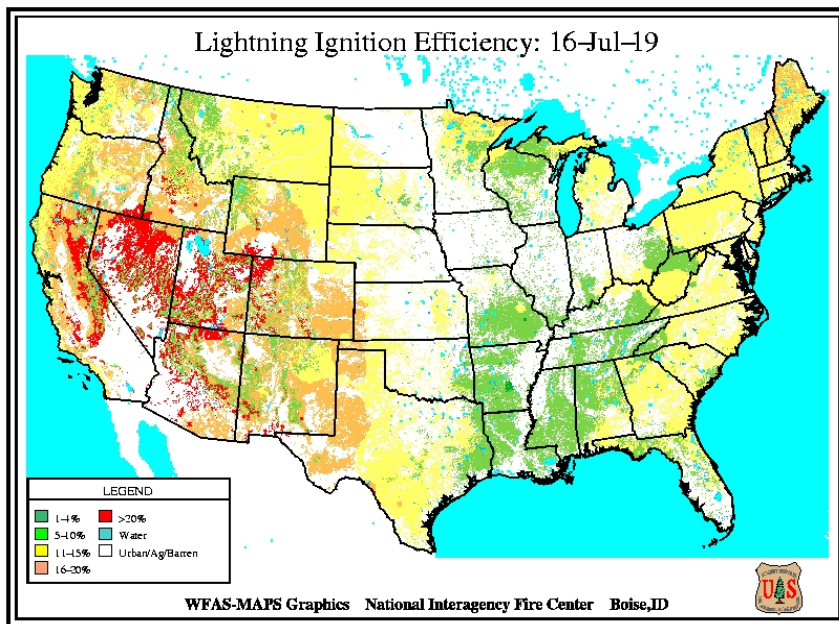 Lightning Ignition Efficiency: 16-Jul-19
LEGEND
1-4% >20%
5-10% Water
11-15% Urban/Ag/Barren
16-20%
WFAS-MAPS Graphics National Interagency Fire Center Boise,ID
U S